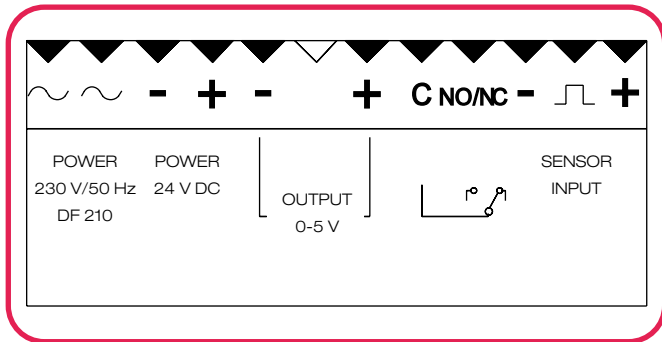 - + - + C NO/NC - +
POWER
230 V/50 Hz
DF 210
POWER
24 V DC
OUTPUT
0-5 V
SENSOR
INPUT